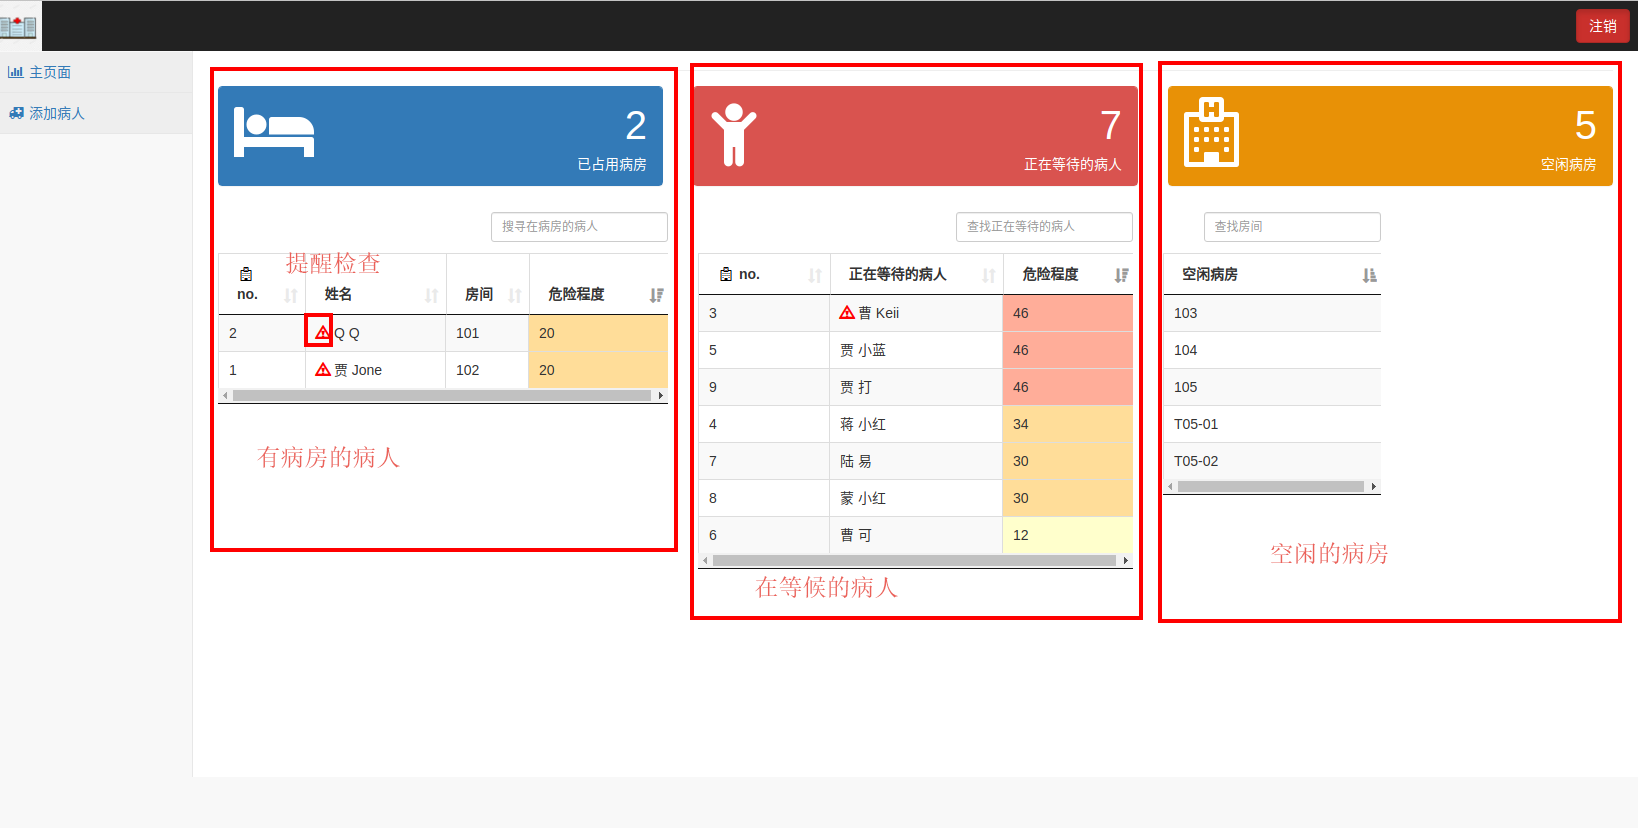 注销
主页面
添加病人
2
已占用病房
搜寻在病房的病人
提醒检查
no. 姓名 房间 危险程度
2 Q Q 101 20
1 贾 Jone 102 20
有病房的病人
7
正在等待的病人
查找正在等待的病人
no. 正在等待的病人 危险程度
3 曹 Keii 46
5 贾 小蓝 46
9 贾 打 46
4 蒋 小红 34
7 陆 易 30
8 蒙 小红 30
6 曹 可 12
在等候的病人
5
空闲病房
查找房间
空闲病房
103
104
105
T05-01
T05-02
空闲的病房